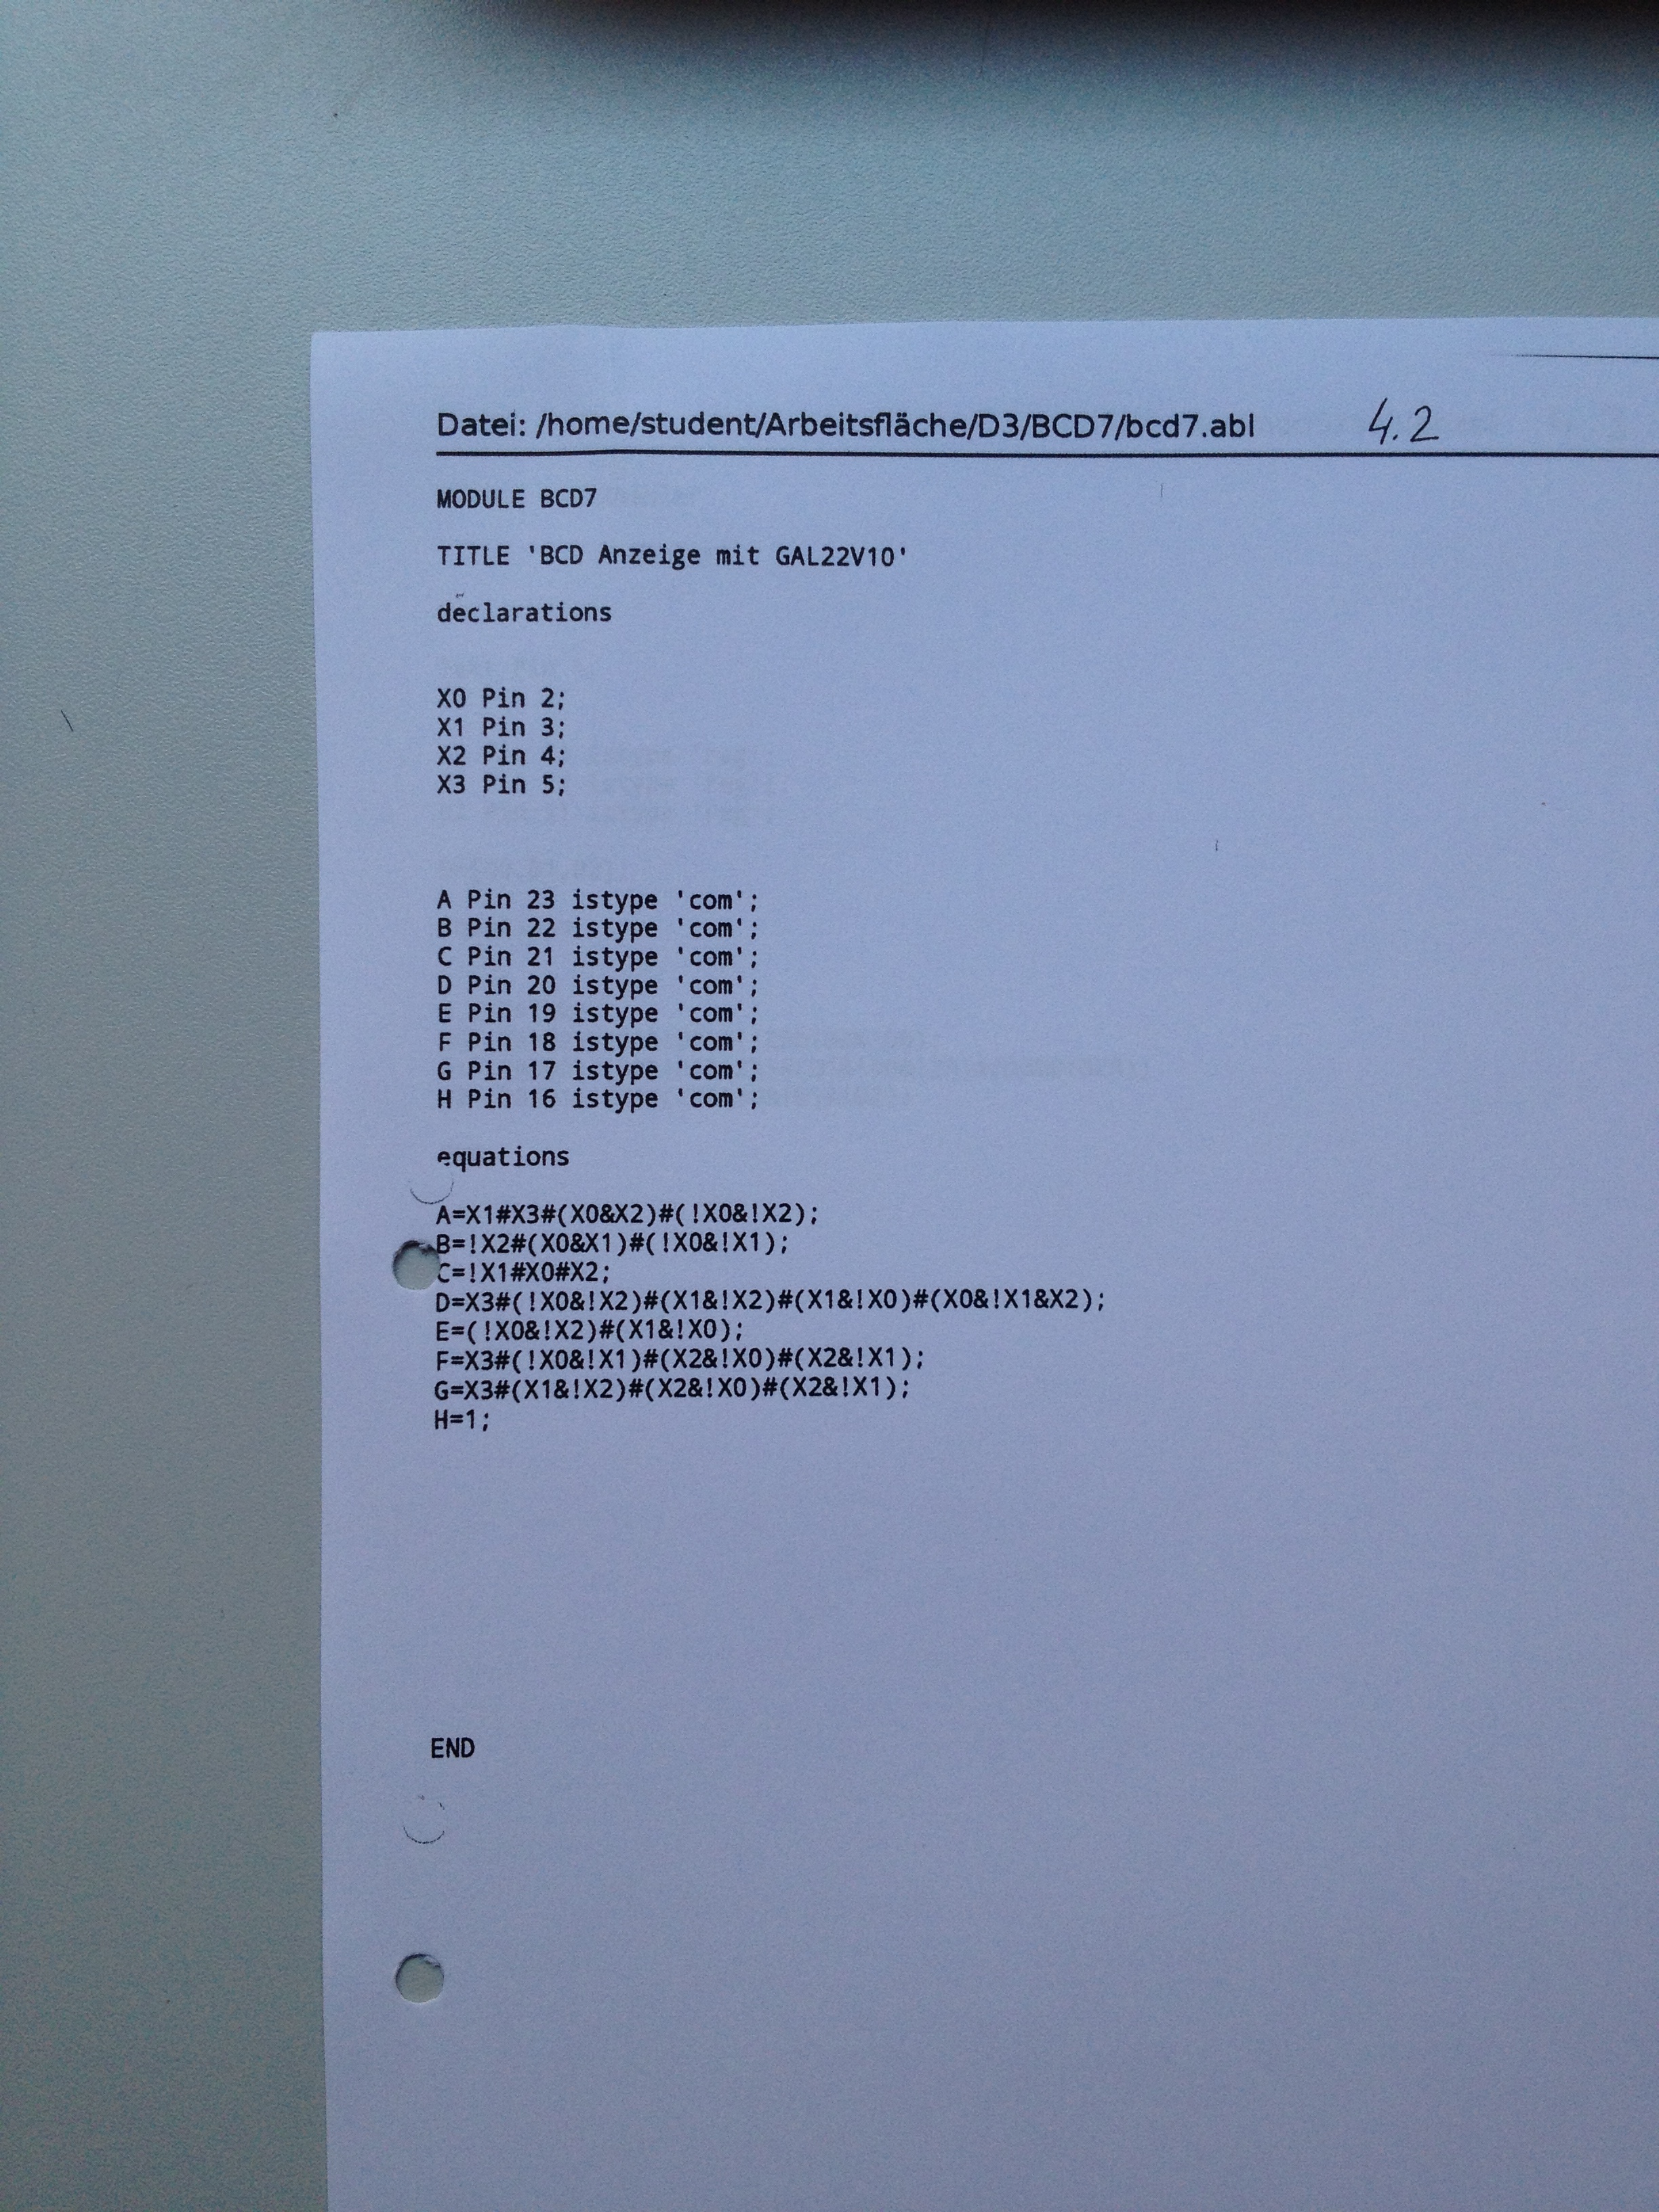 Datei: /home/student/Arbeitsfläche/D3/BCD7/bcd7.abl 4.2
MODULE BCD7
TITLE 'BCD Anzeige mit GAL22V10'
declarations
X0 Pin 2;
X1 Pin 3;
X2 Pin 4;
X3 Pin 5;
A Pin 23 istype 'com';
B Pin 22 istype 'com';
C Pin 21 istype 'com';
D Pin 20 istype 'com';
E Pin 19 istype 'com';
F Pin 18 istype 'com';
G Pin 17 istype 'com';
H Pin 16 istype 'com';
equations
A=X1#X3#(X0&X2)#(!X0&!X2);
B=!X2#(X0&X1)#(!X0&!X1);
C=!X1#X0#X2;
D=X3#(!X0&!X2)#(X1&!X2)#(X1&!X0)#(X0&!X1&X2);
E=(!X0&!X2)#(X1&!X0);
F=X3#(!X0&!X1)#(X2&!X0)#(X2&!X1);
G=X3#(X1&!X2)#(X2&!X0)#(X2&!X1);
H=1;
END